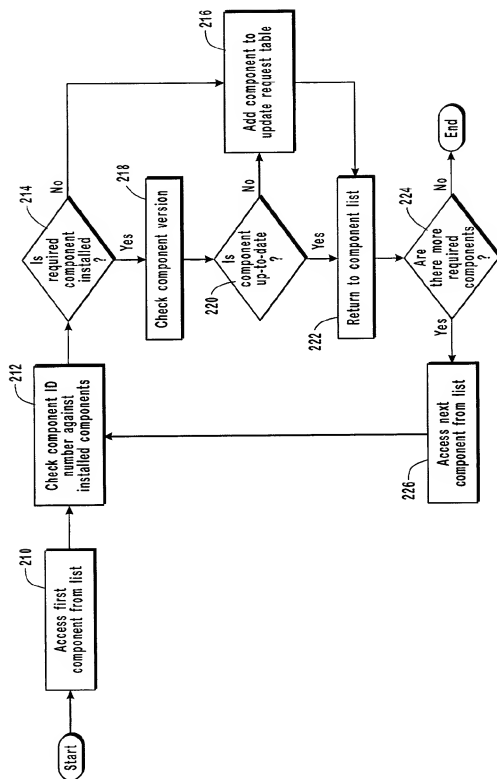 Start
210
Access first
component from list
212
Check component ID
number against
installed components
214
Is
required
component
installed
?
No
Yes
216
Add component to
update request table
218
Check component version
220
Is
component
up-to-date
?
No
Yes
222
Return to component list
224
Are
there more
required
components
?
No
Yes
End
226
Access next
component from list